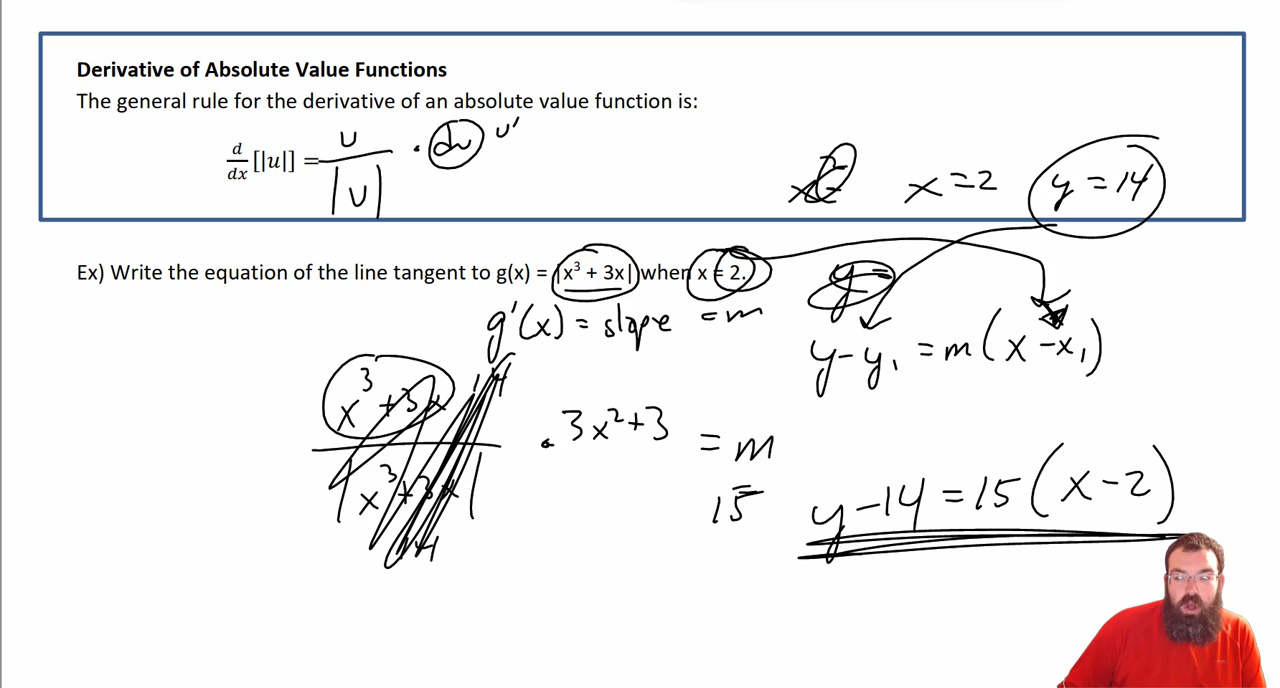 Derivative of Absolute Value Functions
The general rule for the derivative of an absolute value function is:
d/dx [|u|] = u/|u| · du u'
x = 2 y = 14
Ex) Write the equation of the line tangent to g(x) = |x³ + 3x| when x = 2.
g'(x) = slope = m
y =
y - y₁ = m(x - x₁)
x³ + 3x 14
|x³ + 3x| 14
· 3x² + 3 = m
15
y - 14 = 15(x - 2)